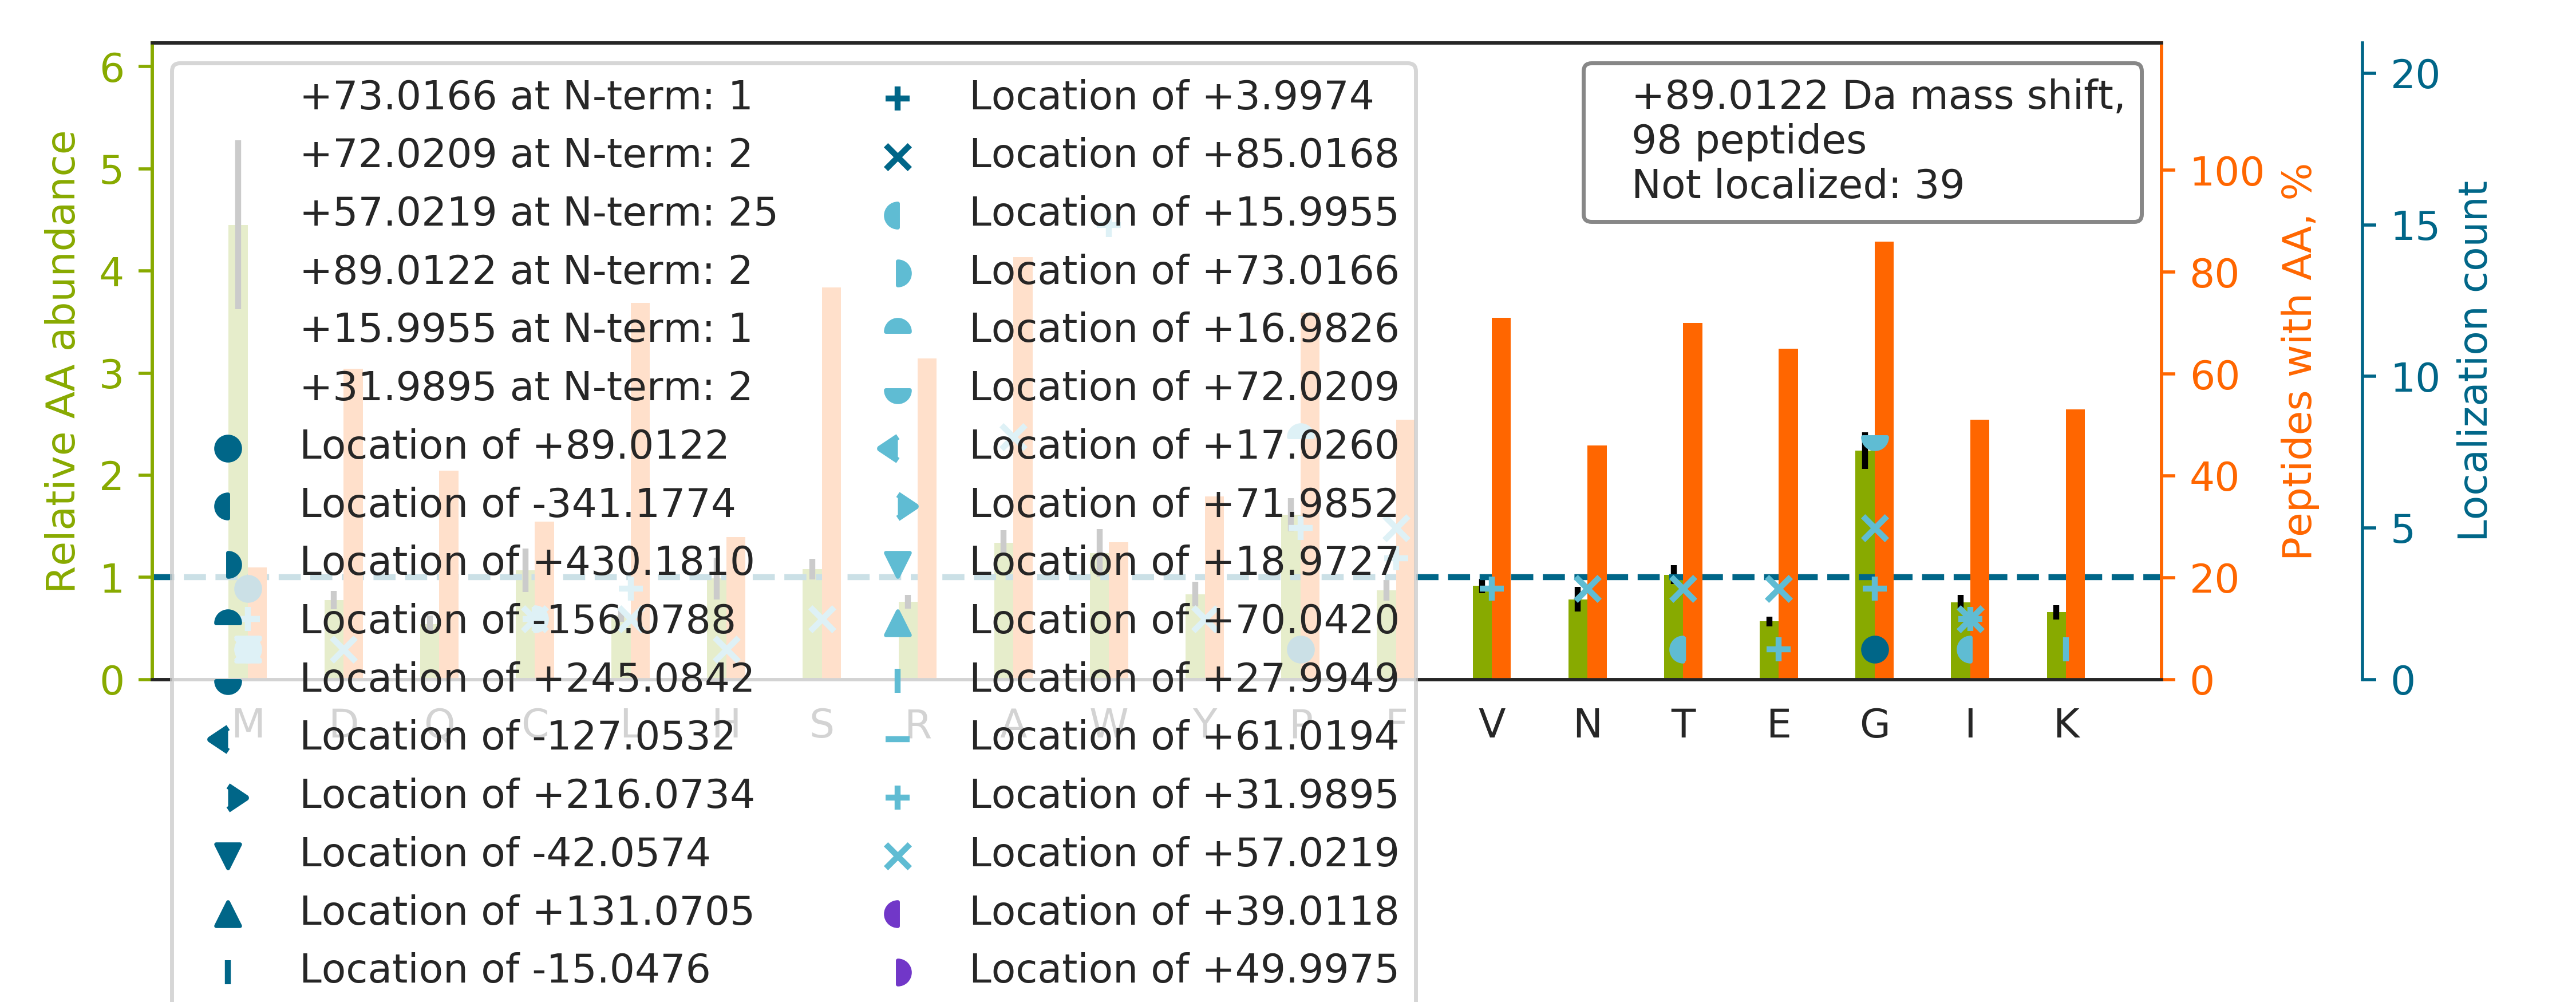 Relative AA abundance
6
5
4
3
2
1
0
+73.0166 at N-term: 1
+72.0209 at N-term: 2
+57.0219 at N-term: 25
+89.0122 at N-term: 2
+15.9955 at N-term: 1
+31.9895 at N-term: 2
Location of +89.0122
Location of -341.1774
Location of +430.1810
Location of -156.0788
Location of +245.0842
Location of -127.0532
Location of +216.0734
Location of -42.0574
Location of +131.0705
Location of -15.0476
Location of +3.9974
Location of +85.0168
Location of +15.9955
Location of +73.0166
Location of +16.9826
Location of +72.0209
Location of +17.0260
Location of +71.9852
Location of +18.9727
Location of +70.0420
Location of +27.9949
Location of +61.0194
Location of +31.9895
Location of +57.0219
Location of +39.0118
Location of +49.9975
+89.0122 Da mass shift,
98 peptides
Not localized: 39
M D Q C L H S R A W Y P F V N T E G I K
100
80
60
40
20
0
Peptides with AA, %
20
15
10
5
0
Localization count